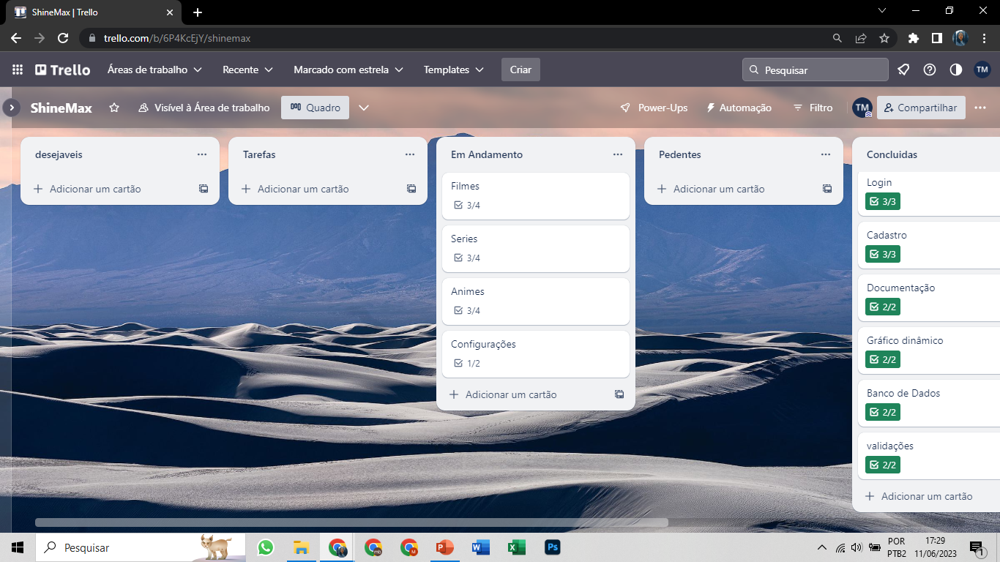 ShineMax | Trello
trello.com/b/6P4KcEjY/shinemax
Trello Áreas de trabalho Recente Marcado com estrela Templates Criar Pesquisar TM
ShineMax Visível à Área de trabalho Quadro Power-Ups Automação Filtro TM Compartilhar
desejaveis
Adicionar um cartão
Tarefas
Adicionar um cartão
Em Andamento
Filmes
3/4
Series
3/4
Animes
3/4
Configurações
1/2
Adicionar um cartão
Pedentes
Adicionar um cartão
Concluidas
Login
3/3
Cadastro
3/3
Documentação
2/2
Gráfico dinâmico
2/2
Banco de Dados
2/2
validações
2/2
Adicionar um cartão
Pesquisar
POR
PTB2
17:29
11/06/2023
1